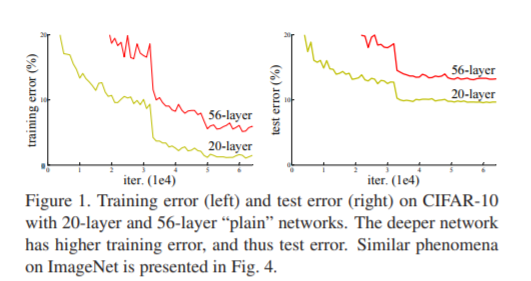 20
10
0
0 1 2 3 4 5 6
training error (%)
iter. (1e4)
56-layer
20-layer
20
10
0
0 1 2 3 4 5 6
test error (%)
iter. (1e4)
56-layer
20-layer
Figure 1. Training error (left) and test error (right) on CIFAR-10
with 20-layer and 56-layer “plain” networks. The deeper network
has higher training error, and thus test error. Similar phenomena
on ImageNet is presented in Fig. 4.